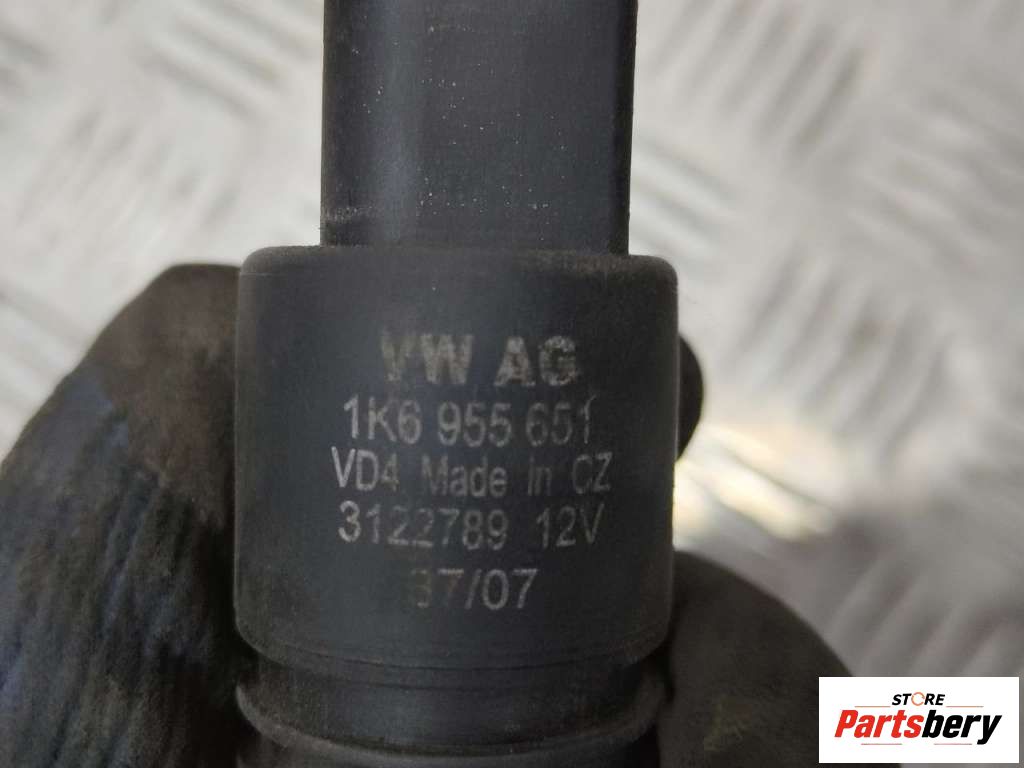 VW AG
1K6 955 651
VD4 Made in CZ
3122789 12V
37/07
STORE
Partsbery